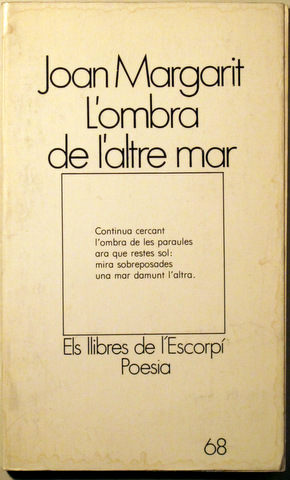 Joan Margarit
L'ombra
de l'altre mar
Continua cercant
l'ombra de les paraules
ara que restes sol:
mira sobreposades
una mar damunt l'altra.
Els llibres de l'Escorpí
Poesia
68